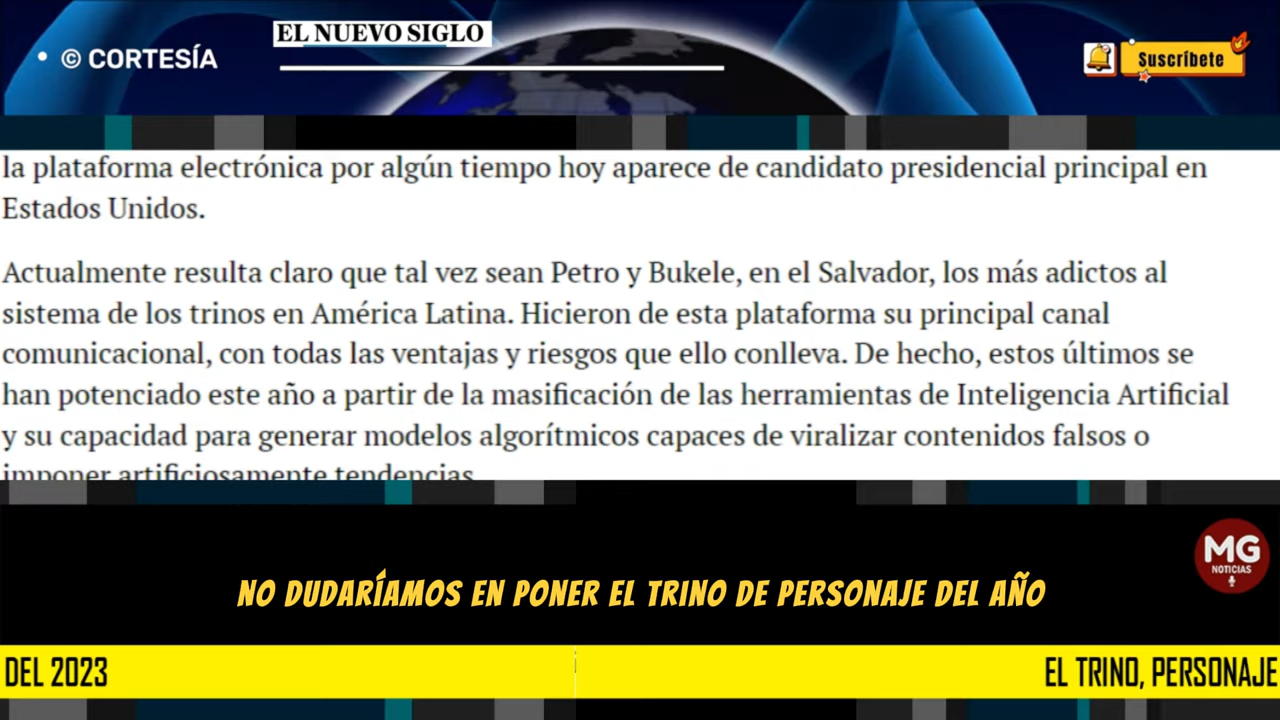 EL NUEVO SIGLO
• © CORTESÍA
Suscríbete
la plataforma electrónica por algún tiempo hoy aparece de candidato presidencial principal en
Estados Unidos.
Actualmente resulta claro que tal vez sean Petro y Bukele, en el Salvador, los más adictos al
sistema de los trinos en América Latina. Hicieron de esta plataforma su principal canal
comunicacional, con todas las ventajas y riesgos que ello conlleva. De hecho, estos últimos se
han potenciado este año a partir de la masificación de las herramientas de Inteligencia Artificial
y su capacidad para generar modelos algorítmicos capaces de viralizar contenidos falsos o
imponer artificiosamente tendencias
MG
NOTICIAS
NO DUDARÍAMOS EN PONER EL TRINO DE PERSONAJE DEL AÑO
DEL 2023
EL TRINO, PERSONAJE